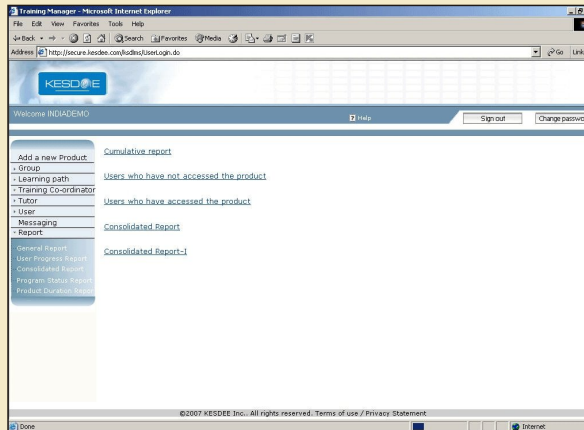 Training Manager - Microsoft Internet Explorer
File Edit View Favorites Tools Help
Back Search Favorites Media
Address http://secure.kesdee.com/ksdlms/UserLogin.do Go Link
KESDEE
Welcome INDIADEMO ? Help Sign out Change passwo
Add a new Product
Group
Learning path
Training Co-ordinator
Tutor
User
Messaging
Report
General Report
User Progress Report
Consolidated Report
Program Status Report
Product Duration Repor
Cumulative report
Users who have not accessed the product
Users who have accessed the product
Consolidated Report
Consolidated Report-I
©2007 KESDEE Inc.. All rights reserved. Terms of use / Privacy Statement
Done Internet